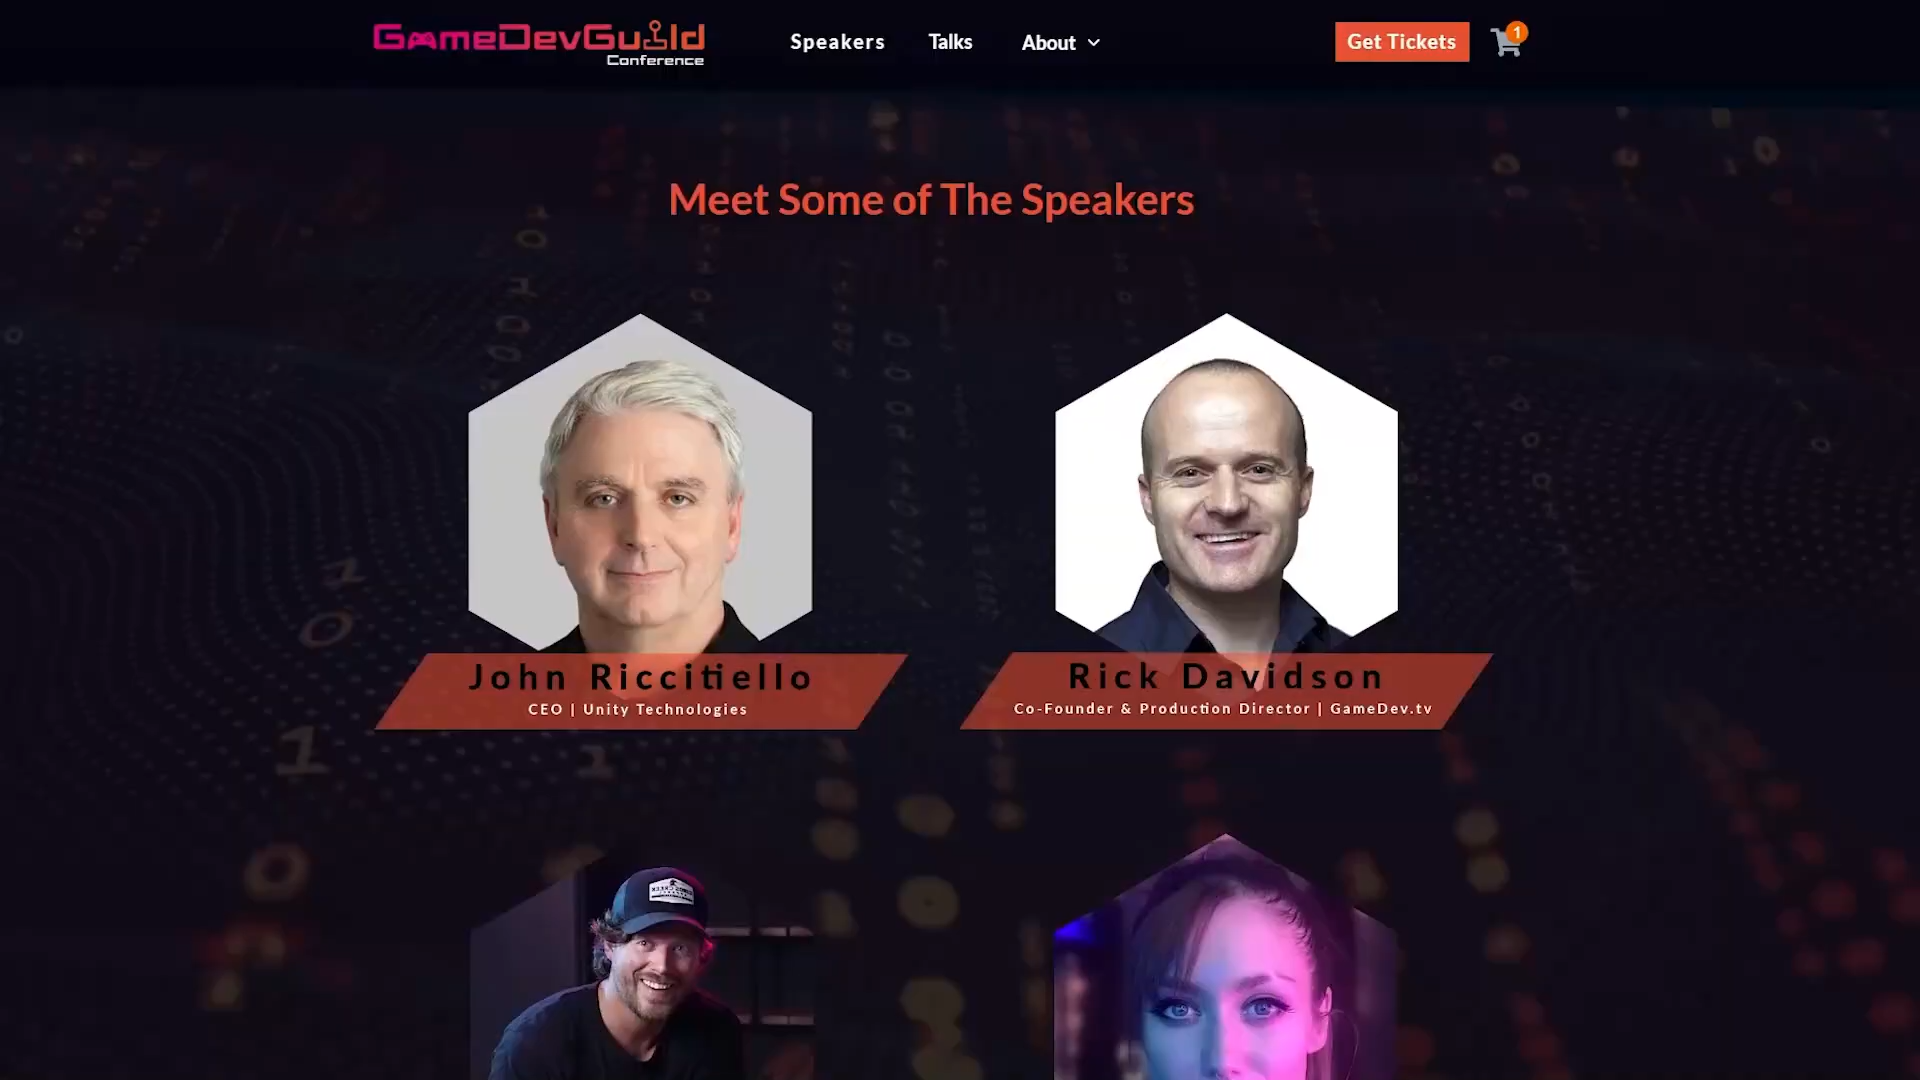 GameDevGuild
Conference
Speakers
Talks
About
Get Tickets
1
Meet Some of The Speakers
John Riccitiello
CEO | Unity Technologies
Rick Davidson
Co-Founder & Production Director | GameDev.tv